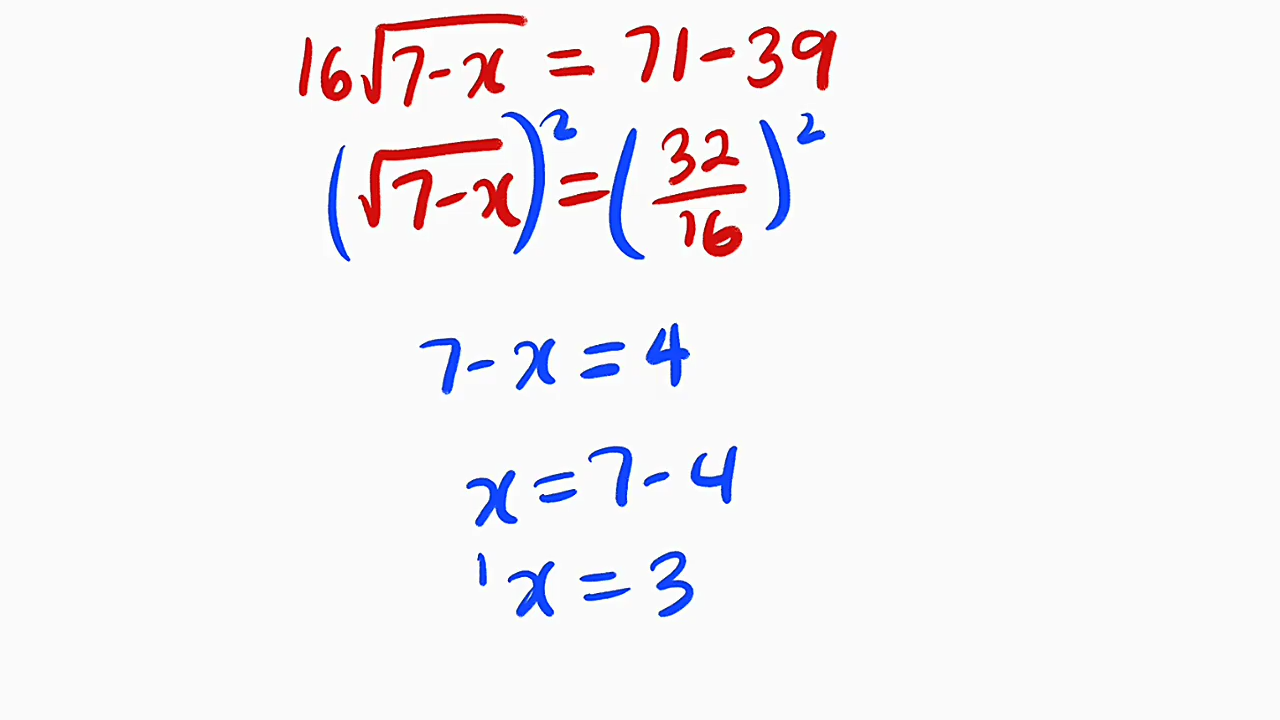 16√(7-x) = 71-39
(√(7-x))² = (32/16)²
7-x = 4
x = 7-4
'x = 3